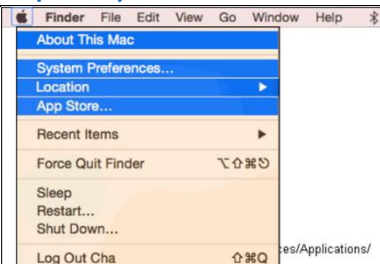 Finder File Edit View Go Window Help
About This Mac
System Preferences...
Location
App Store...
Recent Items
Force Quit Finder ⌥⇧⌘⎋
Sleep
Restart...
Shut Down...
ces/Applications/
Log Out Cha ⇧⌘Q